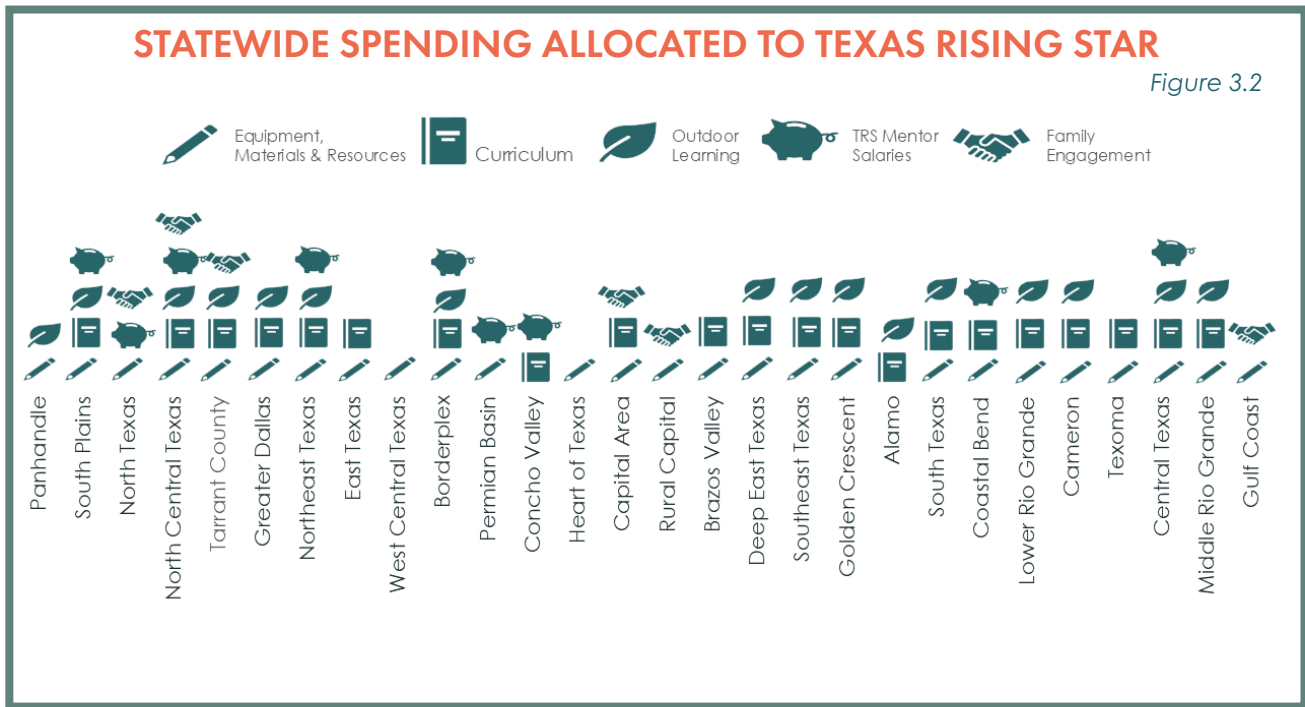 STATEWIDE SPENDING ALLOCATED TO TEXAS RISING STAR
Figure 3.2
Equipment,
Materials & Resources
Curriculum
Outdoor
Learning
TRS Mentor
Salaries
Family
Engagement
Panhandle
South Plains
North Texas
North Central Texas
Tarrant County
Greater Dallas
Northeast Texas
East Texas
West Central Texas
Borderplex
Permian Basin
Concho Valley
Heart of Texas
Capital Area
Rural Capital
Brazos Valley
Deep East Texas
Southeast Texas
Golden Crescent
Alamo
South Texas
Coastal Bend
Lower Rio Grande
Cameron
Texoma
Central Texas
Middle Rio Grande
Gulf Coast